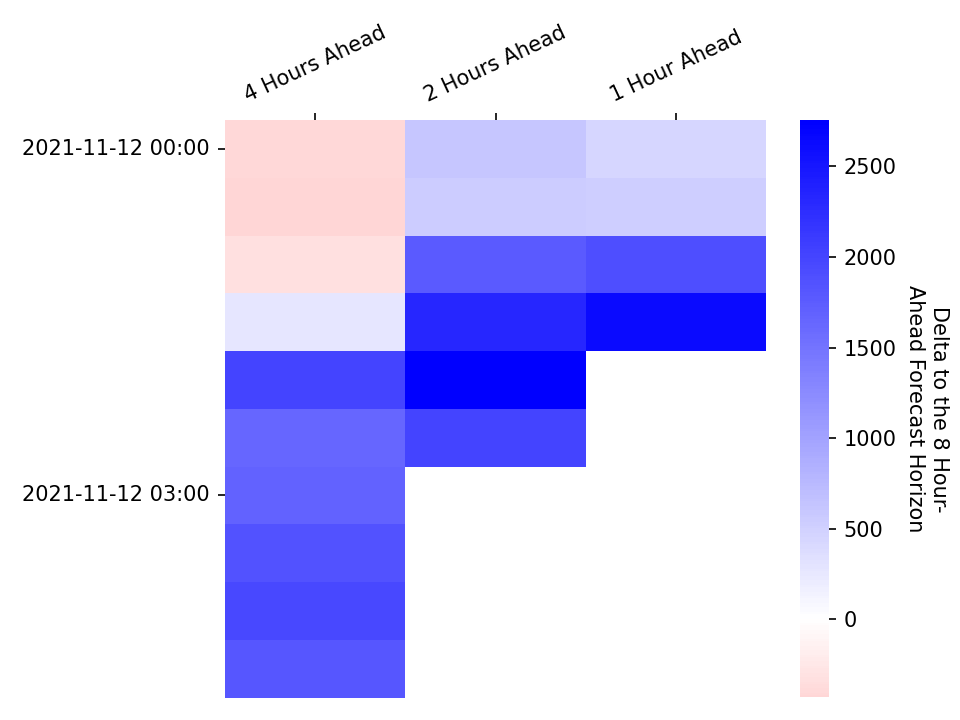 4 Hours Ahead
2 Hours Ahead
1 Hour Ahead
2021-11-12 00:00
2021-11-12 03:00
2500
2000
1500
1000
500
0
Delta to the 8 Hour-
Ahead Forecast Horizon